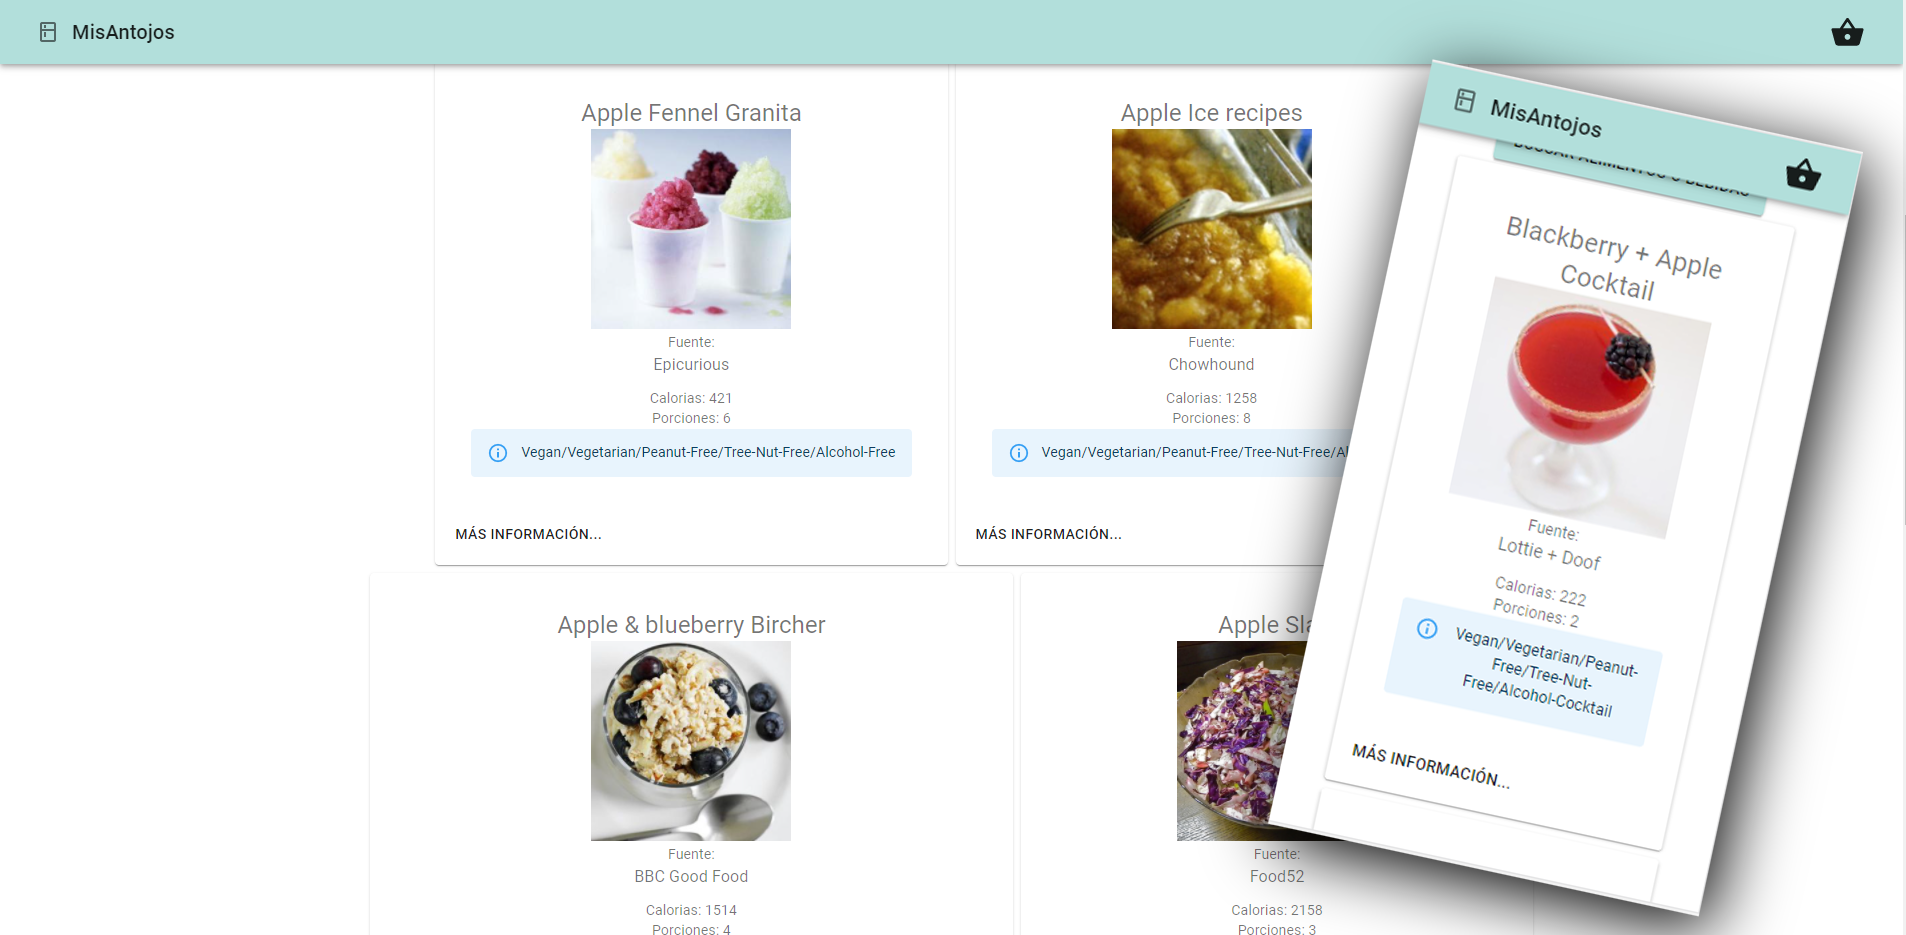 MisAntojos
Apple Fennel Granita
Fuente:
Epicurious
Calorias: 421
Porciones: 6
Vegan/Vegetarian/Peanut-Free/Tree-Nut-Free/Alcohol-Free
MÁS INFORMACIÓN...
Apple Ice recipes
Fuente:
Chowhound
Calorias: 1258
Porciones: 8
Vegan/Vegetarian/Peanut-Free/Tree-Nut-Free/Al
MÁS INFORMACIÓN...
Apple & blueberry Bircher
Fuente:
BBC Good Food
Calorias: 1514
Porciones: 4
Apple Sla
Fuente:
Food52
Calorias: 2158
Porciones: 3
MisAntojos
BUSCAR ALIMENTOS O BEBIDAS
Blackberry + Apple
Cocktail
Fuente:
Lottie + Doof
Calorias: 222
Porciones: 2
Vegan/Vegetarian/Peanut-
Free/Tree-Nut-
Free/Alcohol-Cocktail
MÁS INFORMACIÓN...